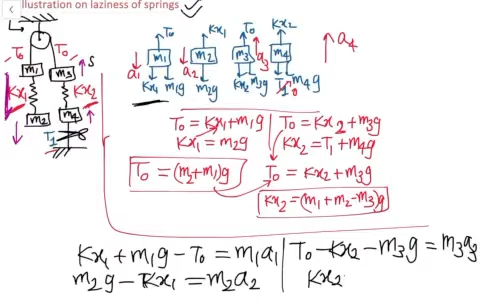 Illustration on laziness of springs
T₀ T₀ S
m₁ m₃
Kx₁ Kx₂
m₂ m₄
T₁
T₀ Kx₁ T₀ Kx₂
m₁ m₂ m₃ m₄
a₁ a₂ a₃ a₄
Kx₁ m₁g m₂g Kx₂ m₃g m₄g
T₀ = Kx₁ + m₁g | T₀ = Kx₂ + m₃g
Kx₁ = m₂g | Kx₂ = T₁ + m₄g
T₀ = (m₂+m₁)g T₀ = Kx₂ + m₃g
Kx₂ = (m₁ + m₂ - m₃)g
Kx₁ + m₁g - T₀ = m₁a₁ | T₀ - Kx₂ - m₃g = m₃a₃
m₂g - Kx₁ = m₂a₂ | Kx₂